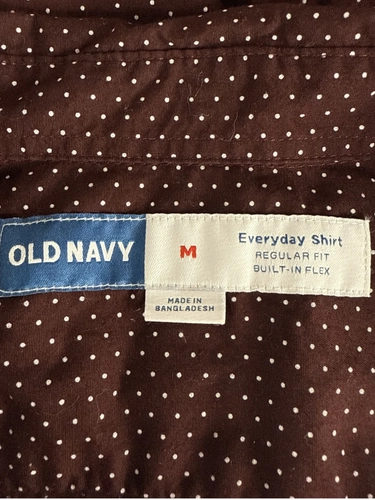 OLD NAVY
M
Everyday Shirt
REGULAR FIT
BUILT-IN FLEX
MADE IN
BANGLADESH